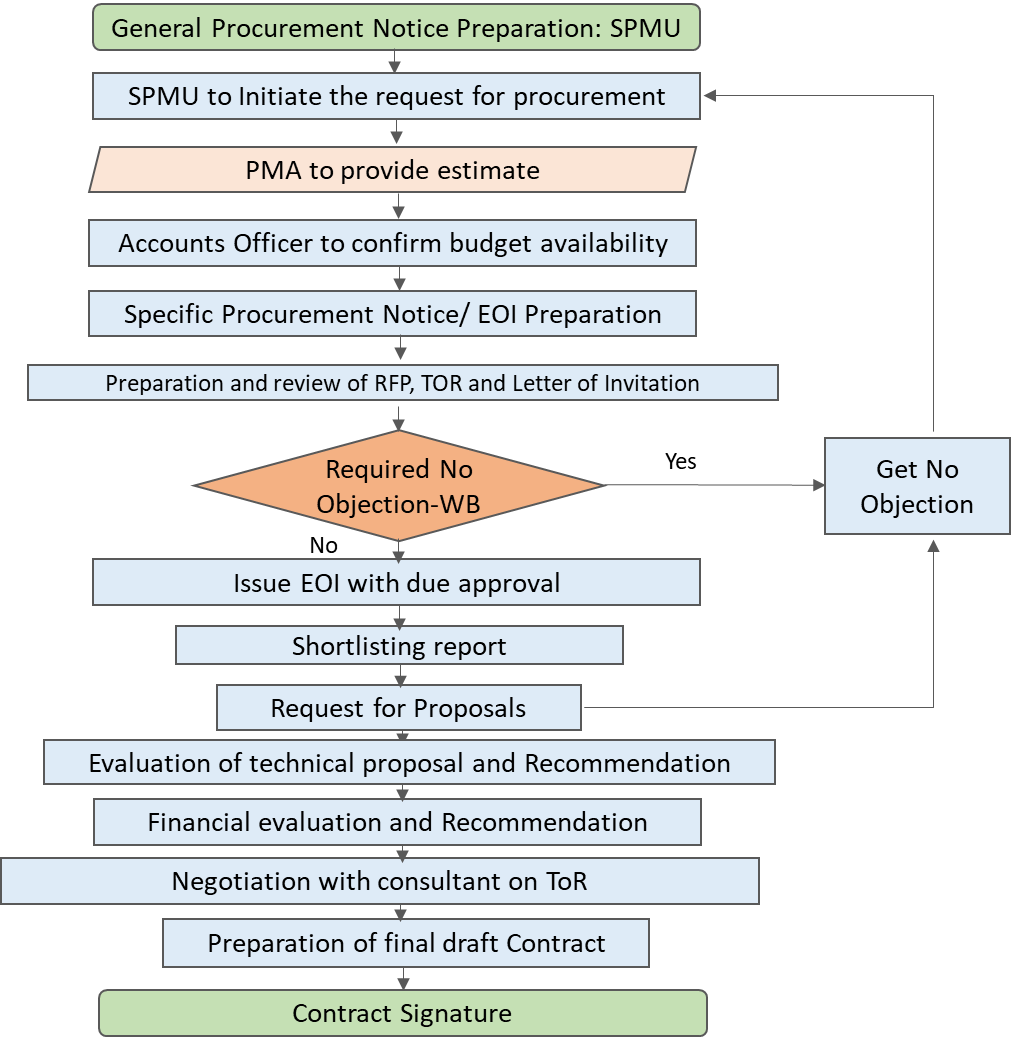 General Procurement Notice Preparation: SPMU
SPMU to Initiate the request for procurement
PMA to provide estimate
Accounts Officer to confirm budget availability
Specific Procurement Notice/ EOI Preparation
Preparation and review of RFP, TOR and Letter of Invitation
Required No
Objection-WB
Yes
Get No
Objection
No
Issue EOI with due approval
Shortlisting report
Request for Proposals
Evaluation of technical proposal and Recommendation
Financial evaluation and Recommendation
Negotiation with consultant on ToR
Preparation of final draft Contract
Contract Signature